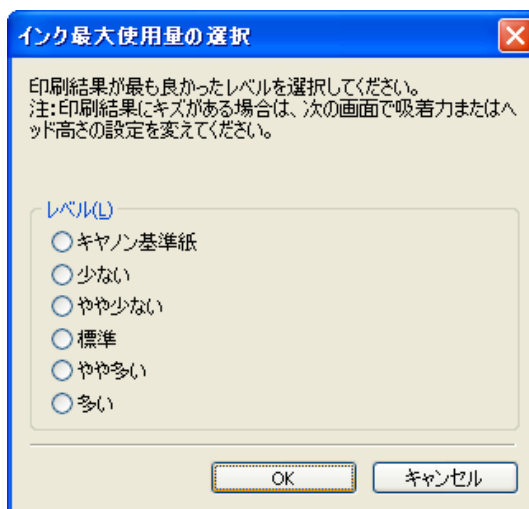 インク最大使用量の選択
印刷結果が最も良かったレベルを選択してください。
注:印刷結果にキズがある場合は、次の画面で吸着力またはヘ
ッド高さの設定を変えてください。
レベル(L)
キヤノン基準紙
少ない
やや少ない
標準
やや多い
多い
OK
キャンセル